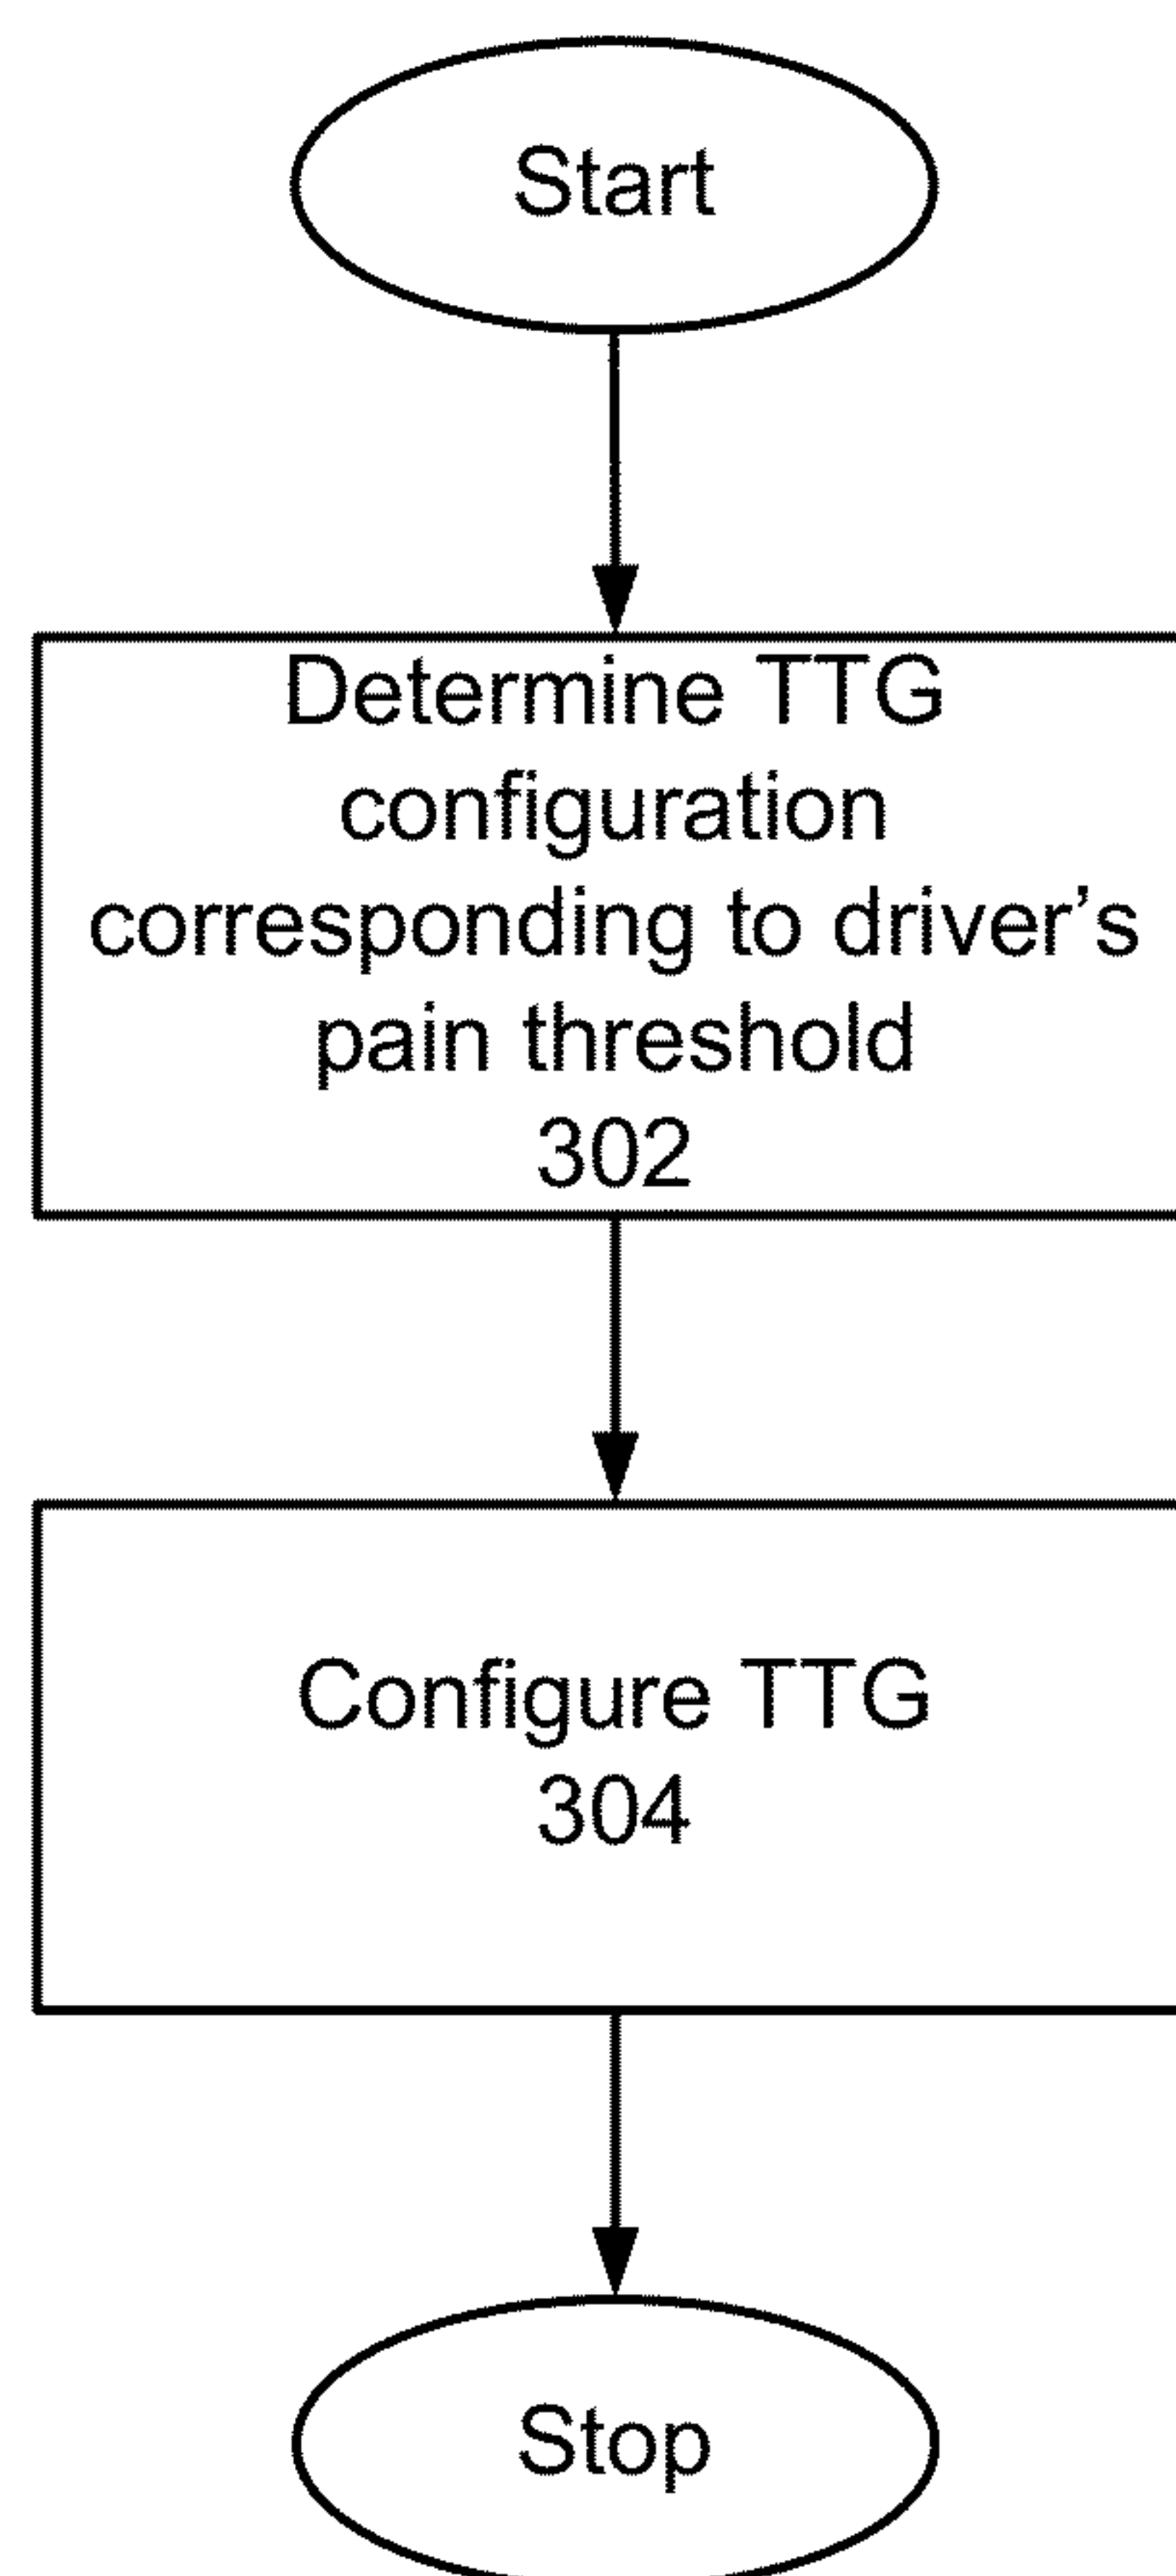 Start
Determine TTG
configuration
corresponding to driver’s
pain threshold
302
Configure TTG
304
Stop